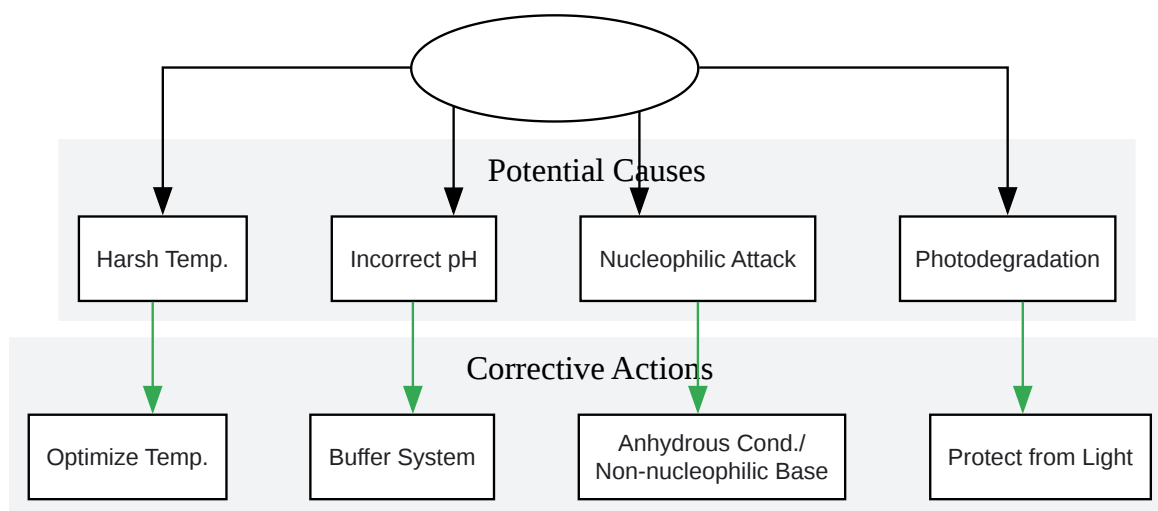 Potential Causes
Harsh Temp.
Incorrect pH
Nucleophilic Attack
Photodegradation
Corrective Actions
Optimize Temp.
Buffer System
Anhydrous Cond./
Non-nucleophilic Base
Protect from Light